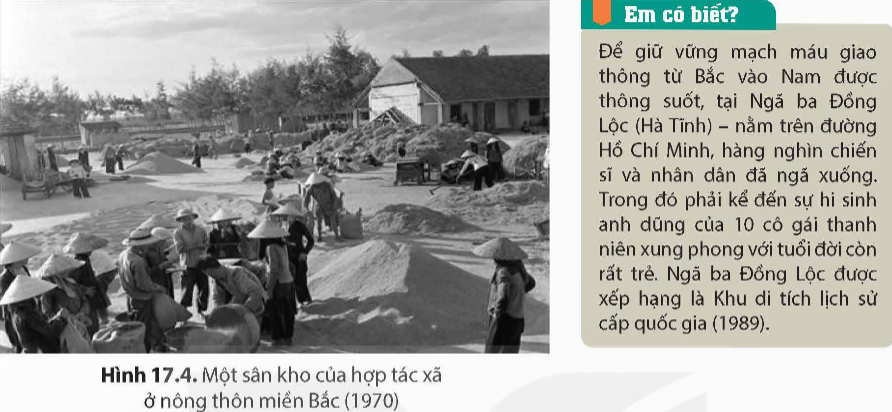 Em có biết?
Để giữ vững mạch máu giao
thông từ Bắc vào Nam được
thông suốt, tại Ngã ba Đồng
Lộc (Hà Tĩnh) – nằm trên đường
Hồ Chí Minh, hàng nghìn chiến
sĩ và nhân dân đã ngã xuống.
Trong đó phải kể đến sự hi sinh
anh dũng của 10 cô gái thanh
niên xung phong với tuổi đời còn
rất trẻ. Ngã ba Đồng Lộc được
xếp hạng là Khu di tích lịch sử
cấp quốc gia (1989).
Hình 17.4. Một sân kho của hợp tác xã
ở nông thôn miền Bắc (1970)